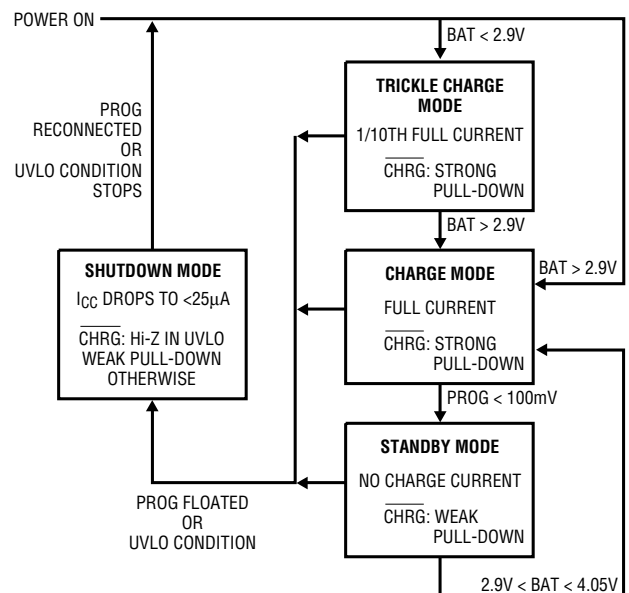 POWER ON
BAT < 2.9V
TRICKLE CHARGE
MODE
1/10TH FULL CURRENT
CHRG: STRONG
PULL-DOWN
PROG
RECONNECTED
OR
UVLO CONDITION
STOPS
BAT > 2.9V
SHUTDOWN MODE
ICC DROPS TO <25µA
CHRG: Hi-Z IN UVLO
WEAK PULL-DOWN
OTHERWISE
CHARGE MODE
FULL CURRENT
CHRG: STRONG
PULL-DOWN
BAT > 2.9V
PROG < 100mV
STANDBY MODE
NO CHARGE CURRENT
CHRG: WEAK
PULL-DOWN
PROG FLOATED
OR
UVLO CONDITION
2.9V < BAT < 4.05V